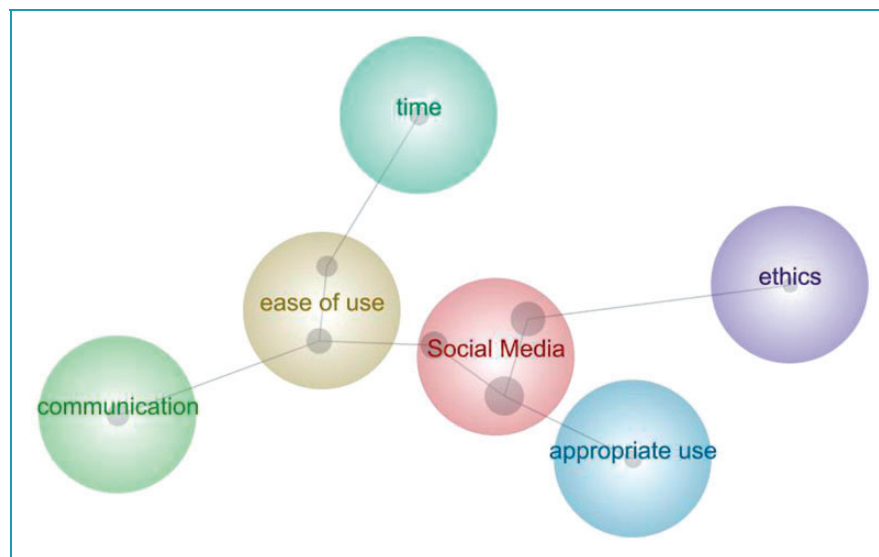 time
ethics
ease of use
Social Media
communication
appropriate use